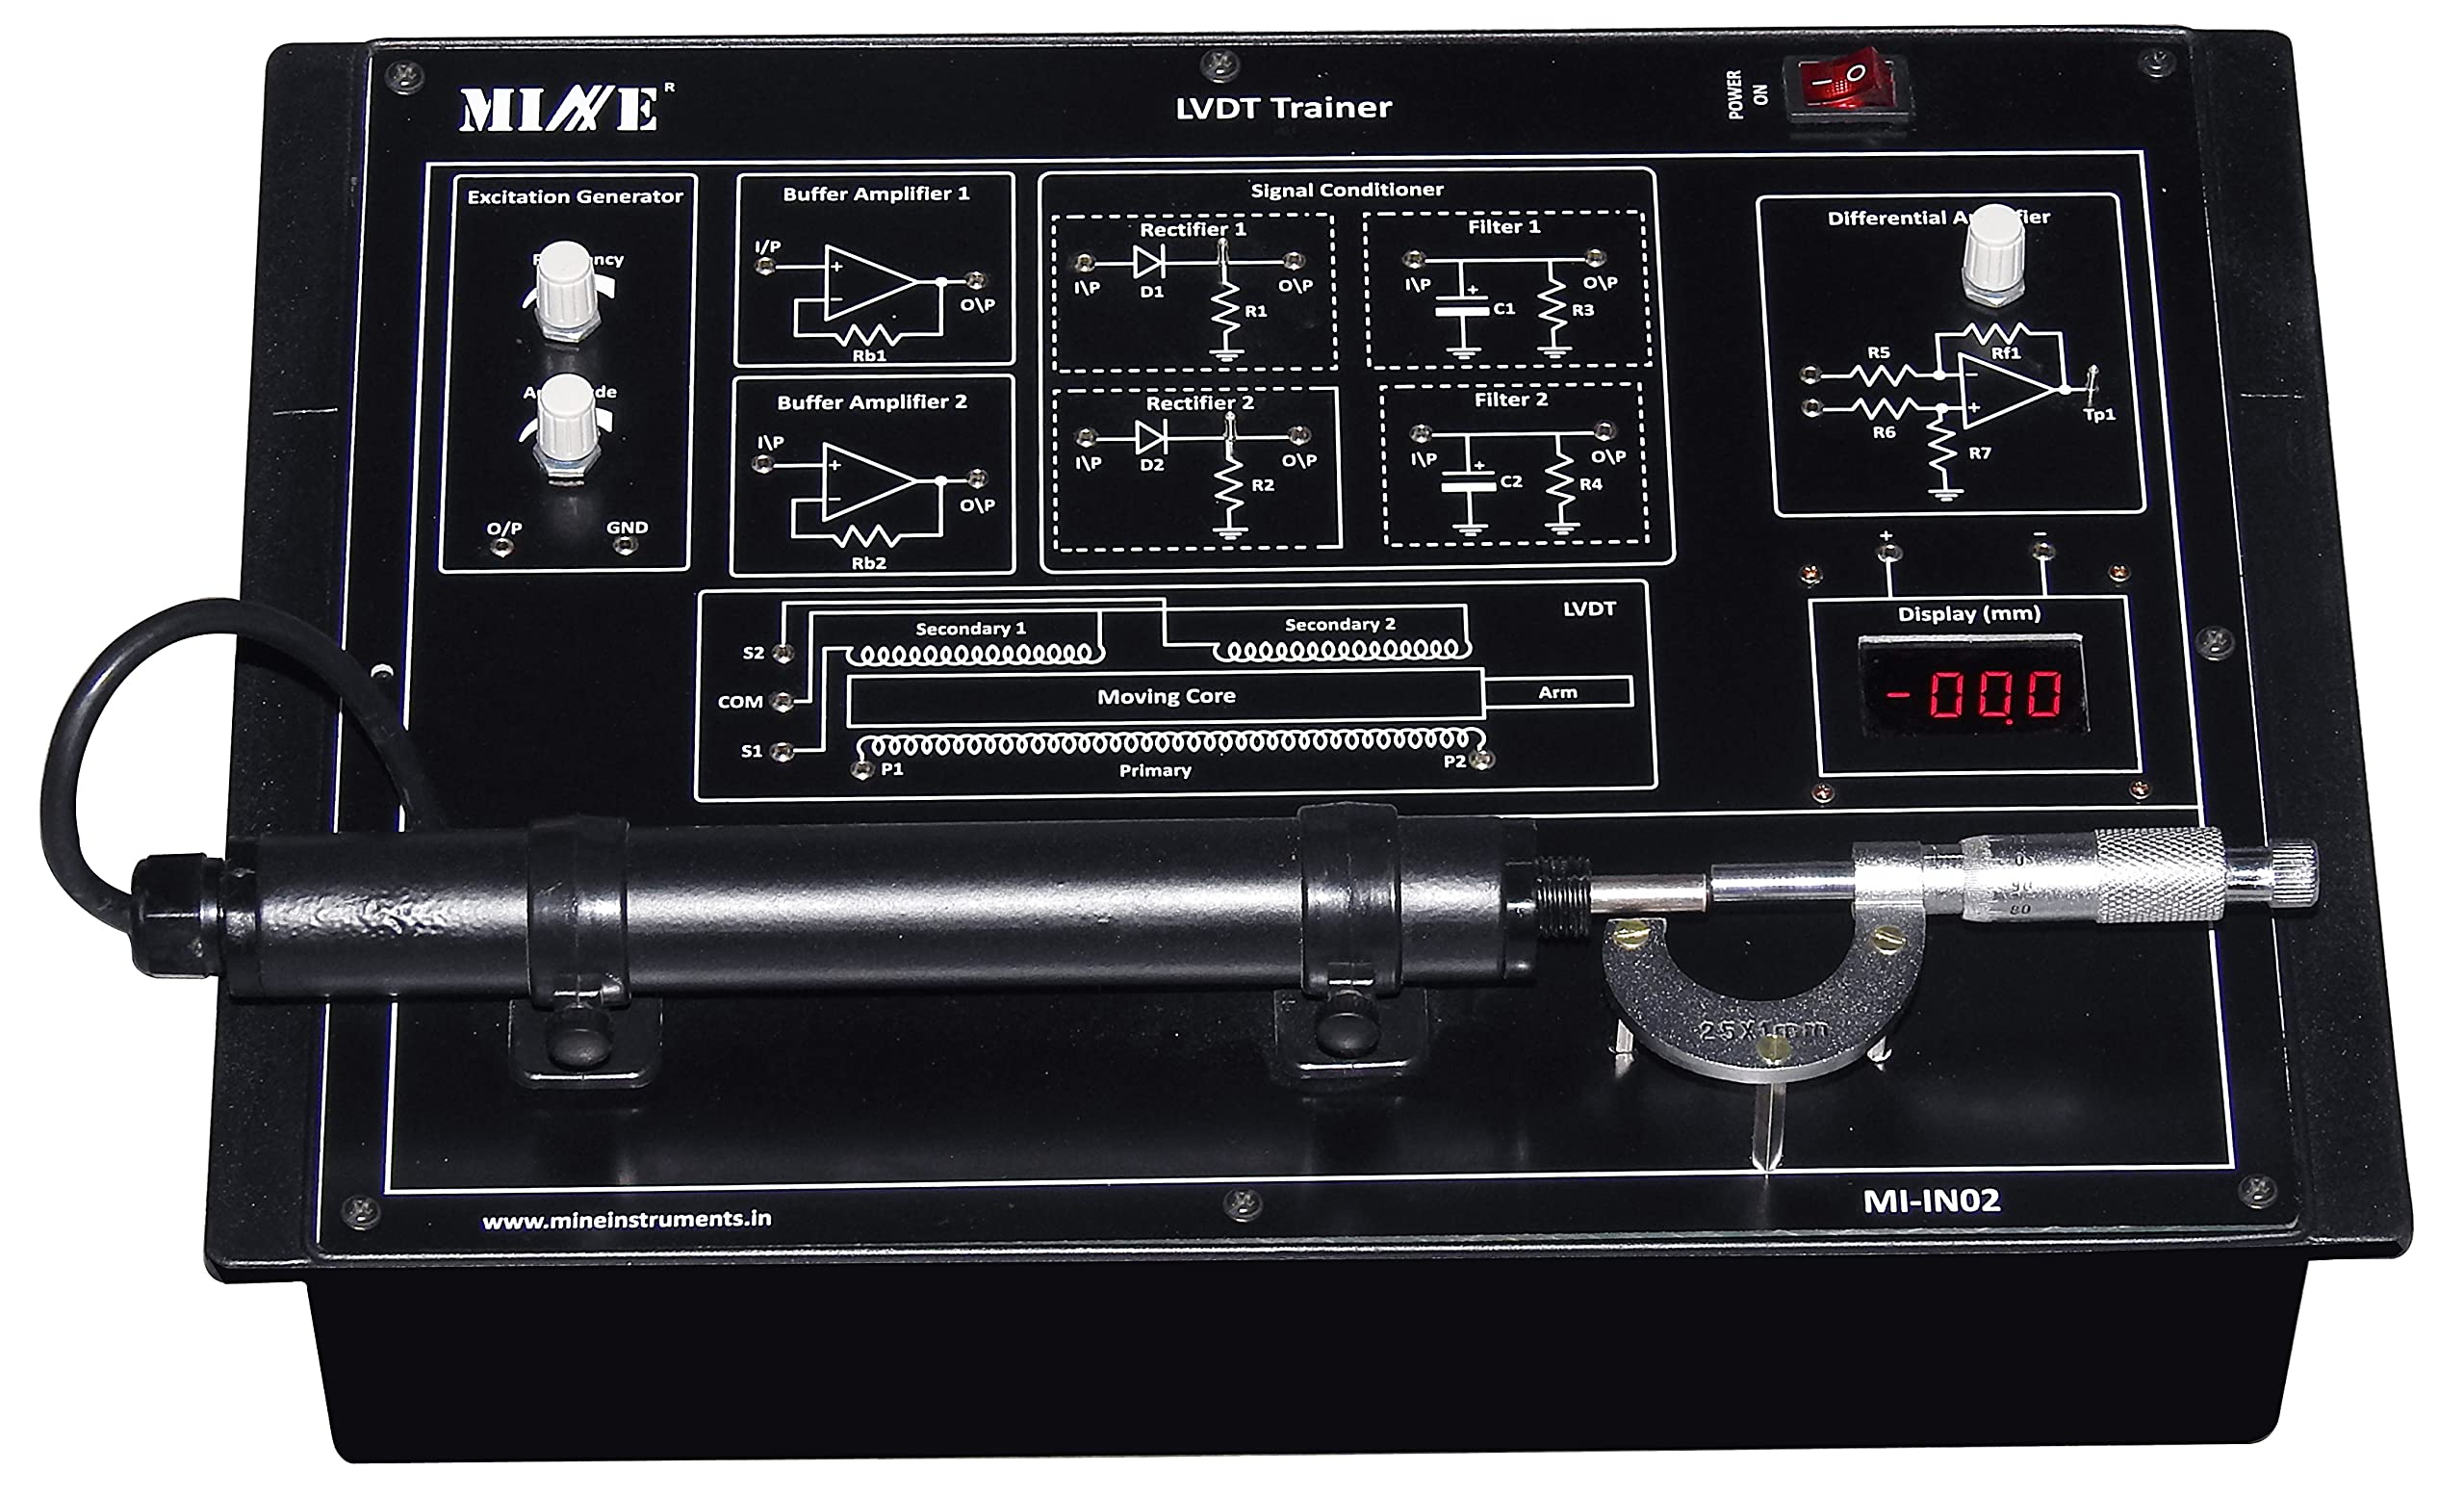 MINE R
LVDT Trainer
POWER
ON
I O
Excitation Generator
O/P
GND
Buffer Amplifier 1
I/P
+
−
O\P
Rb1
Buffer Amplifier 2
I\P
+
−
O\P
Rb2
Signal Conditioner
Rectifier 1
I\P
D1
R1
O\P
Filter 1
I\P
+
C1
R3
O\P
Rectifier 2
I\P
D2
R2
O\P
Filter 2
I\P
+
C2
R4
O\P
Differential
R5
Rf1
−
+
R6
R7
Tp1
+
−
Display (mm)
-00.0
LVDT
Secondary 1
Secondary 2
S2
COM
S1
Moving Core
Arm
P1
Primary
P2
25X1mm
www.mineinstruments.in
MI-IN02